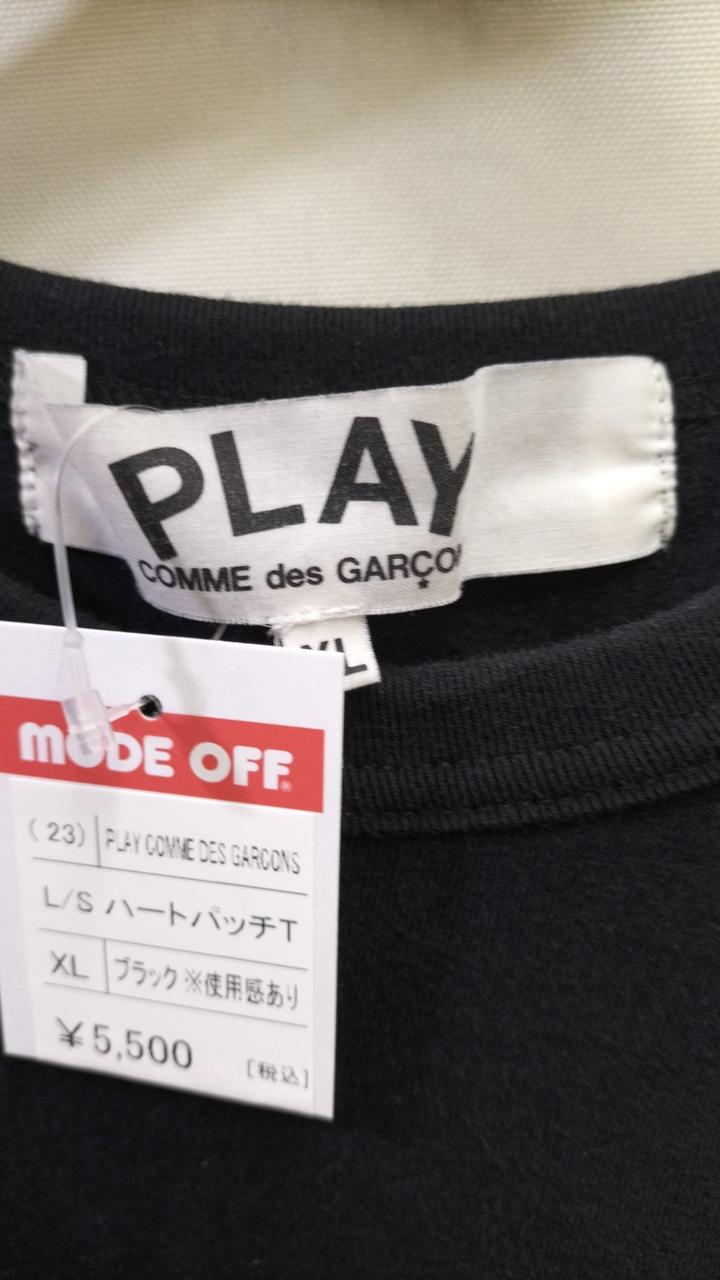 PLAY
COMME des GARÇO
XL
MODE OFF®
(23) PLAY COMME DES GARCONS
L/S ハートパッチT
XL ブラック ※使用感あり
¥5,500 [税込]